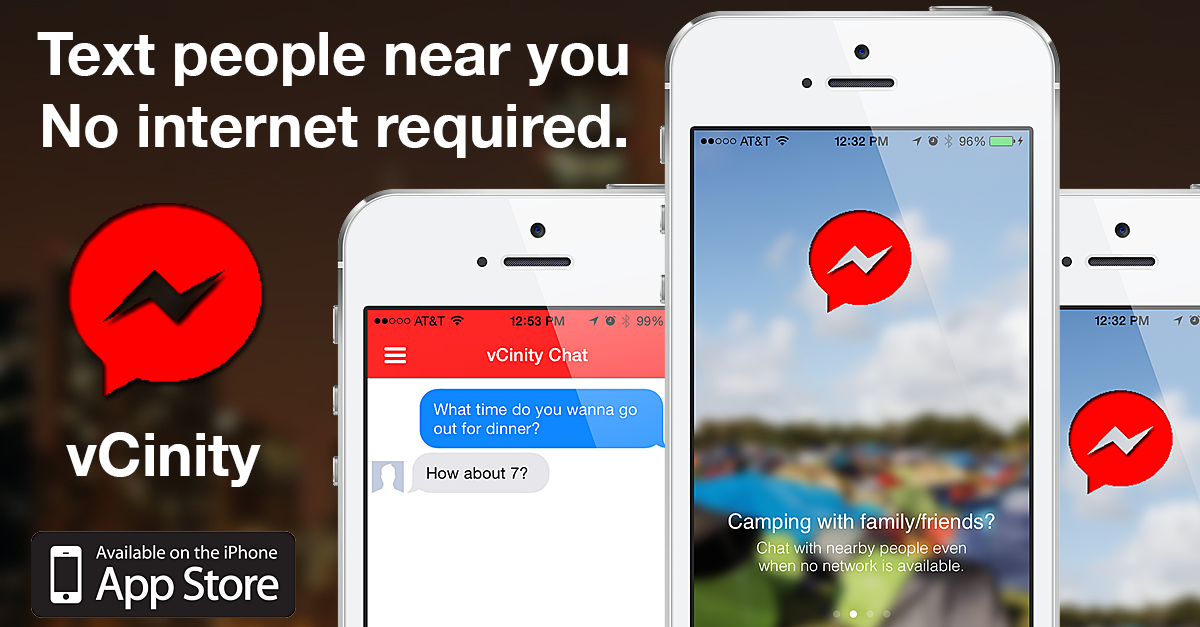 Text people near you
No internet required.
vCinity
Available on the iPhone
App Store
AT&T 12:53 PM 99%
vCinity Chat
What time do you wanna go
out for dinner?
How about 7?
AT&T 12:32 PM 96%
Camping with family/friends?
Chat with nearby people even
when no network is available.
12:32 PM